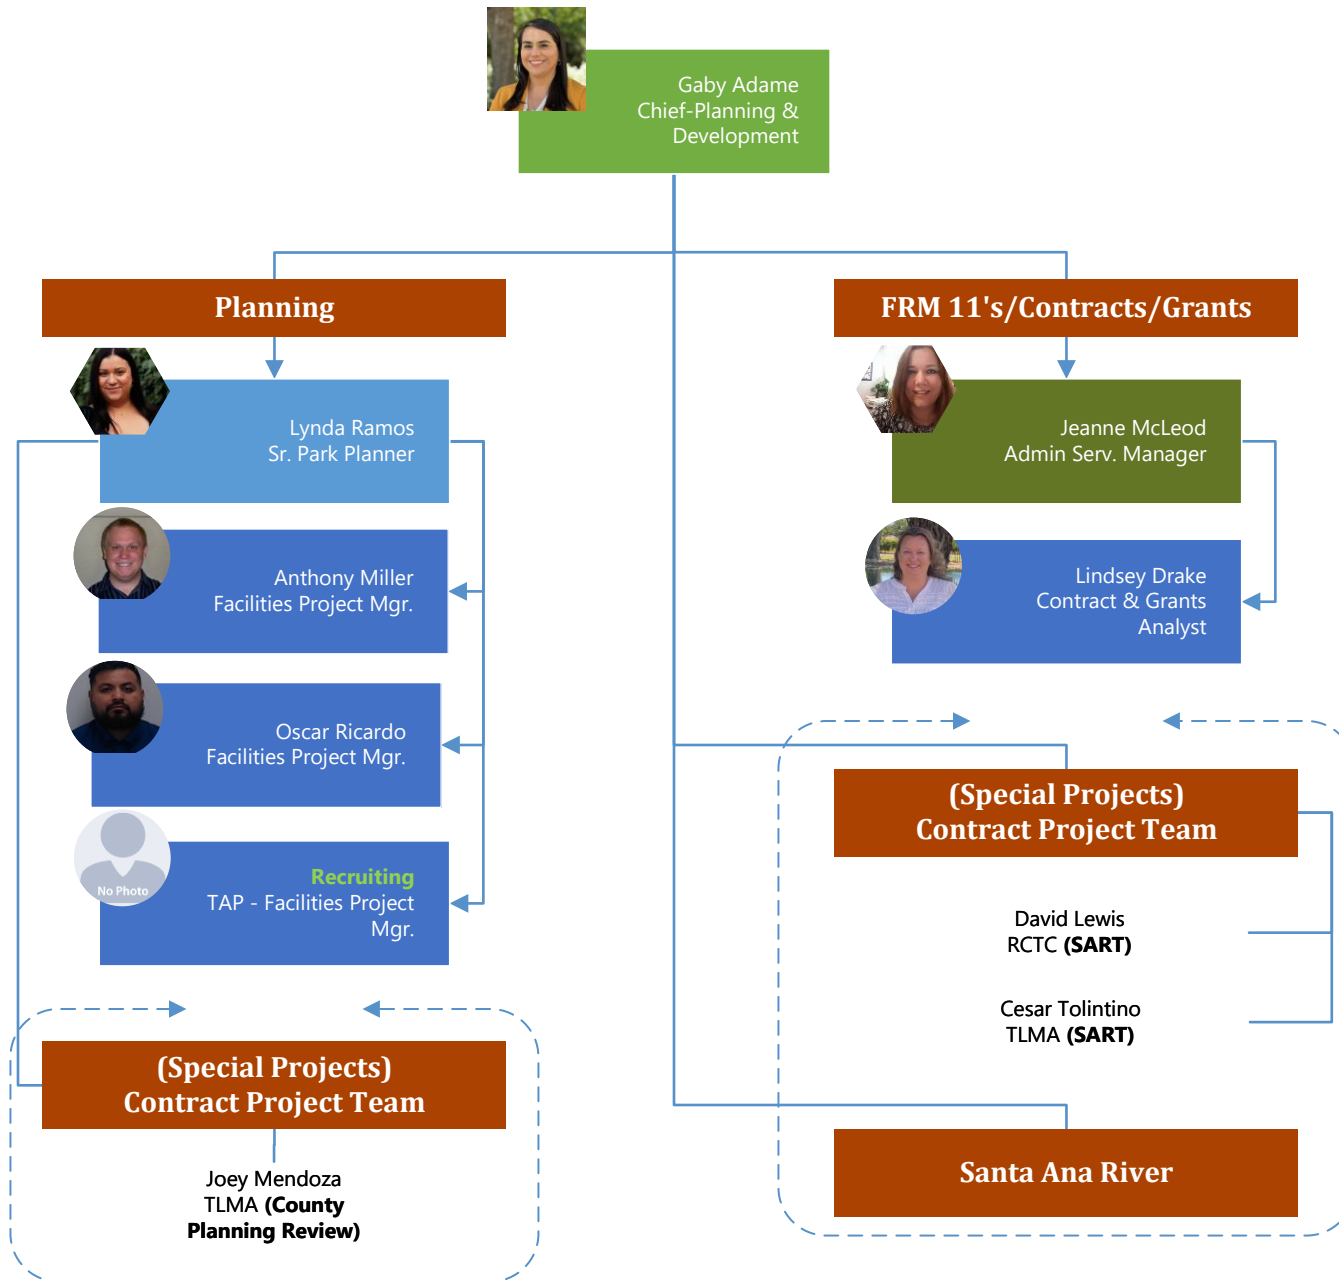 Gaby Adame
Chief-Planning &
Development
Planning
FRM 11's/Contracts/Grants
Lynda Ramos
Sr. Park Planner
Jeanne McLeod
Admin Serv. Manager
Anthony Miller
Facilities Project Mgr.
Lindsey Drake
Contract & Grants
Analyst
Oscar Ricardo
Facilities Project Mgr.
No Photo
Recruiting
TAP - Facilities Project
Mgr.
(Special Projects)
Contract Project Team
David Lewis
RCTC (SART)
Cesar Tolintino
TLMA (SART)
(Special Projects)
Contract Project Team
Joey Mendoza
TLMA (County
Planning Review)
Santa Ana River